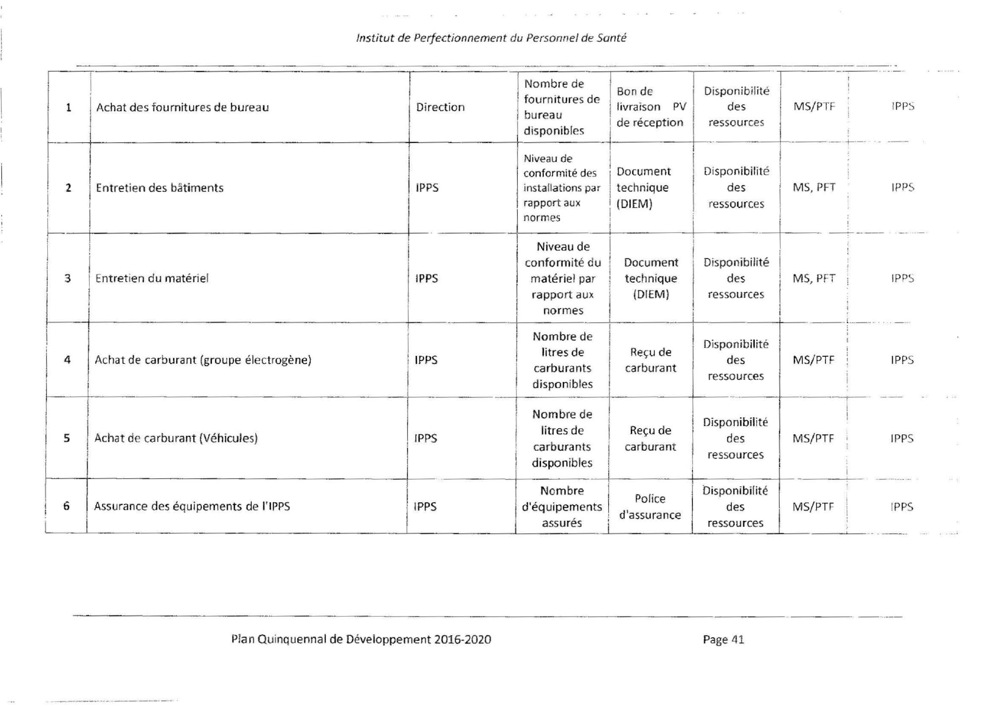 Institut de Perfectionnement du Personnel de Santé
1 Achat des fournitures de bureau Direction Nombre de fournitures de bureau disponibles Bon de livraison PV de réception Disponibilité des ressources MS/PTF IPPS
2 Entretien des bâtiments IPPS Niveau de conformité des installations par rapport aux normes Document technique (DIEM) Disponibilité des ressources MS, PFT IPPS
3 Entretien du matériel IPPS Niveau de conformité du matériel par rapport aux normes Document technique (DIEM) Disponibilité des ressources MS, PFT IPPS
4 Achat de carburant (groupe électrogène) IPPS Nombre de litres de carburants disponibles Reçu de carburant Disponibilité des ressources MS/PTF IPPS
5 Achat de carburant (Véhicules) IPPS Nombre de litres de carburants disponibles Reçu de carburant Disponibilité des ressources MS/PTF IPPS
6 Assurance des équipements de l'IPPS IPPS Nombre d'équipements assurés Police d'assurance Disponibilité des ressources MS/PTF IPPS
Plan Quinquennal de Développement 2016-2020 Page 41